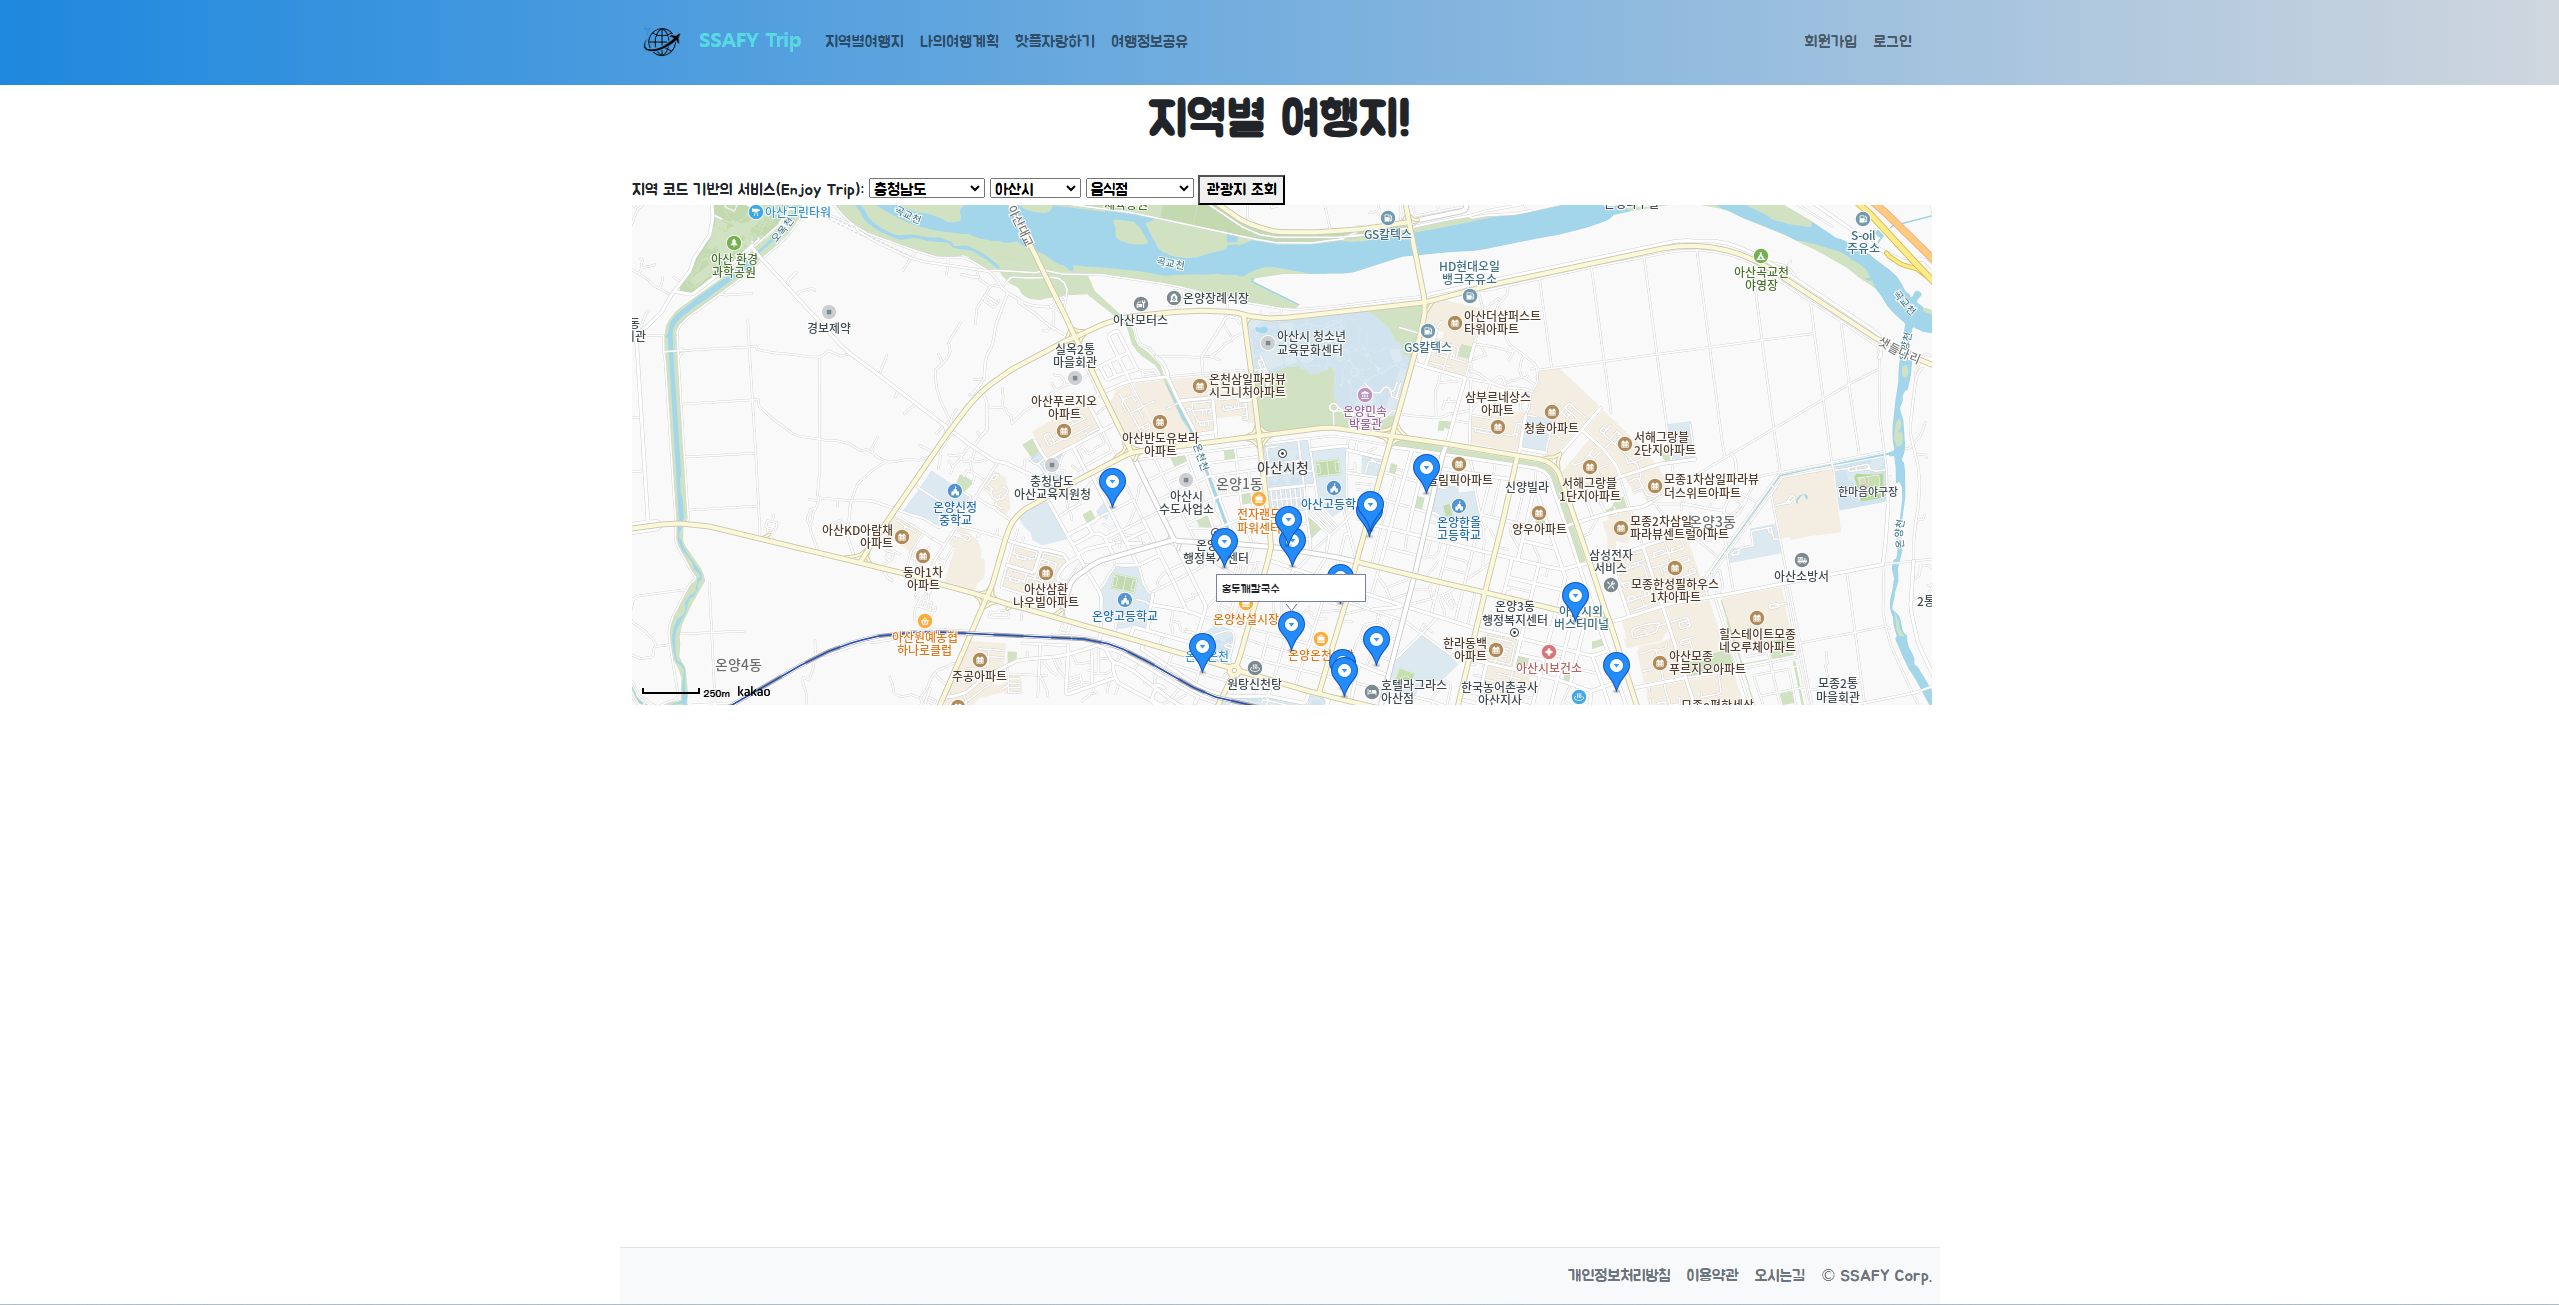 SSAFY Trip 지역별여행지 나의여행계획 핫플자랑하기 여행정보공유 회원가입 로그인
지역별 여행지!
지역 코드 기반의 서비스(Enjoy Trip): 충청남도 아산시 음식점 관광지 조회
아산그린타워
오목천
곡교천
아산대교
GS칼텍스
S-oil
주유소
아산 환경
과학공원
곡교천
HD현대오일
뱅크주유소
아산곡교천
야영장
곡교천
온양장례식장
아산모터스
경보제약
아산더샵퍼스트
타워아파트
GS칼텍스
아산시 청소년
교육문화센터
샛들다리
실옥2통
마을회관
온천삼일파라뷰
시그니처아파트
아산푸르지오
아파트
온양민속
박물관
삼부르네상스
아파트
청솔아파트
아산반도유보라
아파트
서해그랑블
2단지아파트
온천천
아산시청
충청남도
아산교육지원청
아산시
수도사업소
온양1동
림픽아파트
신양빌라
서해그랑블
1단지아파트
모종1차삼일파라뷰
더스위트아파트
한마음야구장
온양신정
중학교
전자랜드
파워센터
아산고등학
온양한올
고등학교
양우아파트
모종2차삼일
파라뷰센트럴아파트
온양3동
온양천
아산KD아람채
아파트
행정복지센터
삼성전자
서비스
동아1차
아파트
아산삼환
나우빌아파트
홍두깨칼국수
모종한성필하우스
1차아파트
아산소방서
온양고등학교
온양상설시장
온양3동
행정복지센터
버스터미널
아산원예농협
하나로클럽
한라동백
아파트
힐스테이트모종
네오루체아파트
온양4동
주공아파트
원탕신천탕
아산시보건소
아산모종
푸르지오아파트
호텔라그라스
아산점
한국농어촌공사
아산지사
모종2통
마을회관
250m kakao
개인정보처리방침 이용약관 오시는길 © SSAFY Corp.